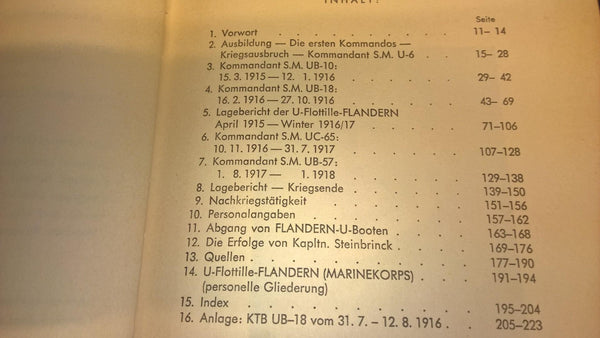 INHALT:
Seite
1. Vorwort . . . . . . . . . 11– 14
2. Ausbildung — Die ersten Kommandos —
Kriegsausbruch — Kommandant S.M. U-6 . . . . 15– 28
3. Kommandant S.M. UB-10:
15. 3. 1915 — 12. 1. 1916 . . . . . . 29– 42
4. Kommandant S.M. UB-18:
16. 2. 1916 — 27. 10. 1916 . . . . . . 43– 69
5. Lagebericht der U-Flottille-FLANDERN
April 1915 — Winter 1916/17 . . . . . 71–106
6. Kommandant S.M. UC-65:
10. 11. 1916 — 31. 7. 1917 . . . . . 107–128
7. Kommandant S.M. UB-57:
1. 8. 1917 — 1. 1918 . . . . . 129–138
8. Lagebericht — Kriegsende . . . . . 139–150
9. Nachkriegstätigkeit . . . . . . 151–156
10. Personalangaben . . . . . . 157–162
11. Abgang von FLANDERN-U-Booten . . . . 163–168
12. Die Erfolge von Kapltn. Steinbrinck . . . . 169–176
13. Quellen . . . . . . . . 177–190
14. U-Flottille-FLANDERN (MARINEKORPS) . . . 191–194
(personelle Gliederung)
15. Index . . . . . . . . 195–204
16. Anlage: KTB UB–18 vom 31. 7. – 12. 8. 1916 . . 205–223